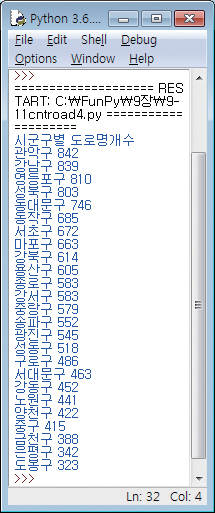 Python 3.6....
File Edit Shell Debug
Options Window Help
>>>
==================== RES
TART: C:₩FunPy₩9장₩9-
11cntroad4.py ===========
=========
시군구별 도로명개수
관악구 842
강남구 839
영등포구 810
성북구 803
동대문구 746
동작구 685
서초구 672
마포구 663
강북구 614
용산구 605
종로구 583
강서구 583
중랑구 579
송파구 552
광진구 545
성동구 518
구로구 486
서대문구 463
강동구 452
노원구 441
양천구 422
중구 415
금천구 388
은평구 342
도봉구 323
>>>
Ln: 32 Col: 4